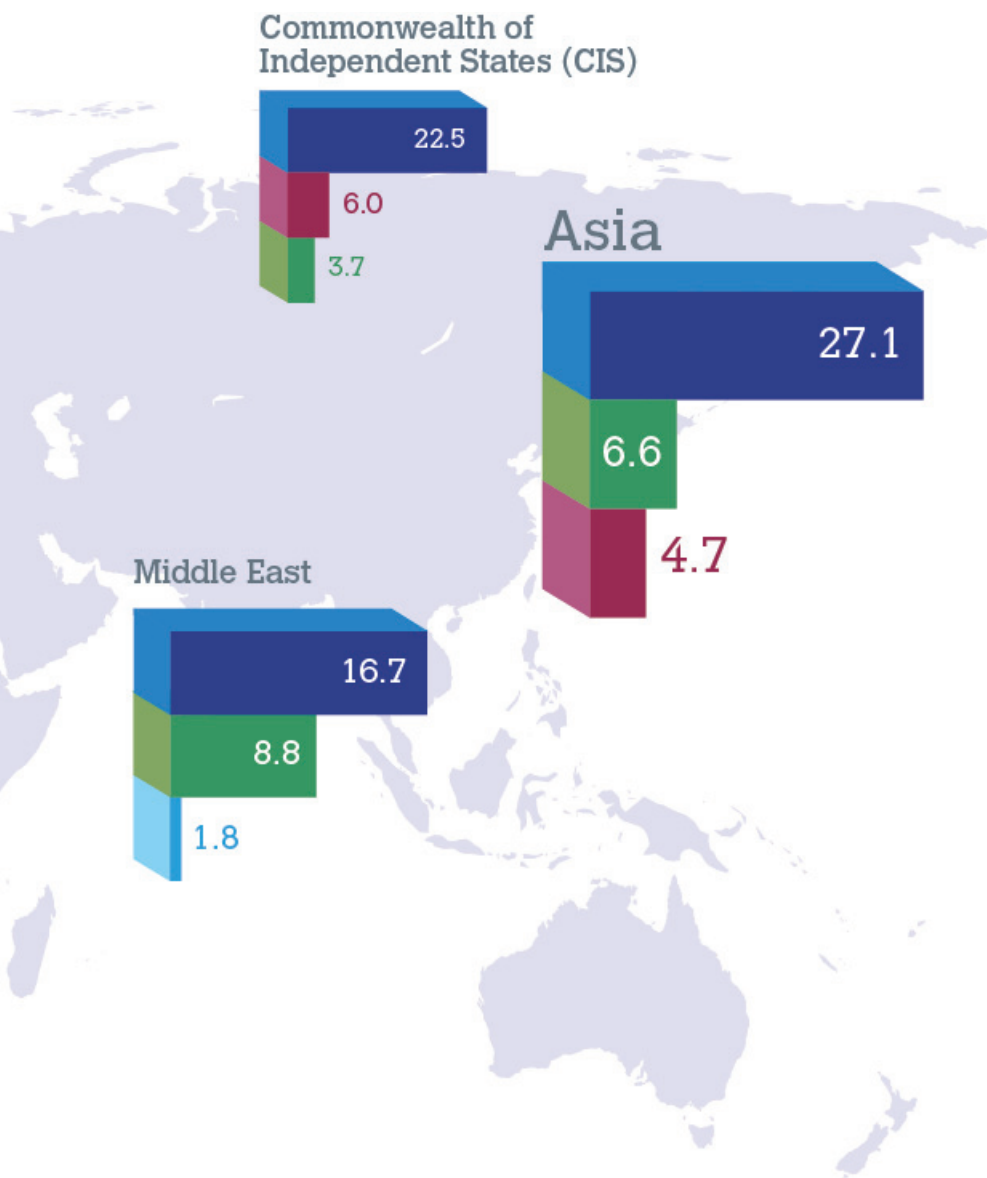 Commonwealth of
Independent States (CIS)
22.5
6.0
3.7
Asia
27.1
6.6
4.7
Middle East
16.7
8.8
1.8